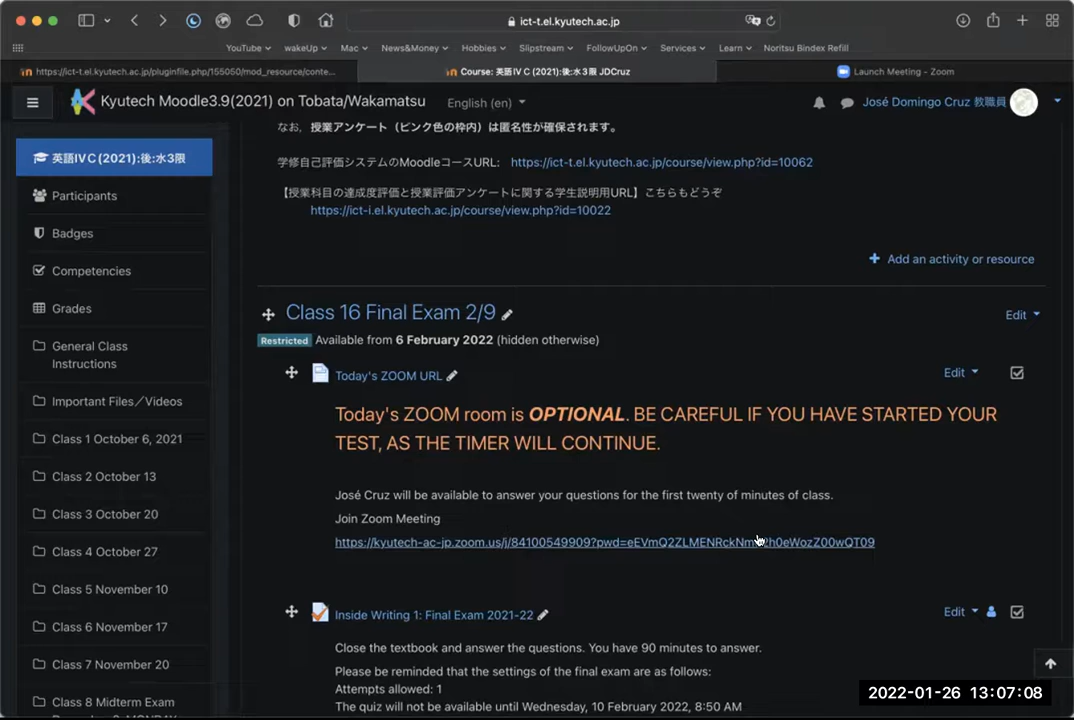 ict-t.el.kyutech.ac.jp
YouTube
wakeUp
Mac
News&Money
Hobbies
Slipstream
FollowUpOn
Services
Learn
Noritsu Bindex Refill
https://ict-t.el.kyutech.ac.jp/pluginfile.php/155050/mod_resource/conte...
Course: 英語Ⅳ C (2021):後:水3限 JDCruz
Launch Meeting - Zoom
Kyutech Moodle3.9(2021) on Tobata/Wakamatsu
English (en)
José Domingo Cruz 教職員
英語Ⅳ C (2021):後:水3限
Participants
Badges
Competencies
Grades
General Class
Instructions
Important Files／Videos
Class 1 October 6, 2021
Class 2 October 13
Class 3 October 20
Class 4 October 27
Class 5 November 10
Class 6 November 17
Class 7 November 20
Class 8 Midterm Exam
なお，授業アンケート（ピンク色の枠内）は匿名性が確保されます。
学修自己評価システムのMoodleコースURL: https://ict-t.el.kyutech.ac.jp/course/view.php?id=10062
【授業科目の達成度評価と授業評価アンケートに関する学生説明用URL】こちらもどうぞ
https://ict-i.el.kyutech.ac.jp/course/view.php?id=10022
Add an activity or resource
Class 16 Final Exam 2/9
Edit
Restricted Available from 6 February 2022 (hidden otherwise)
Today's ZOOM URL
Edit
Today's ZOOM room is OPTIONAL. BE CAREFUL IF YOU HAVE STARTED YOUR
TEST, AS THE TIMER WILL CONTINUE.
José Cruz will be available to answer your questions for the first twenty of minutes of class.
Join Zoom Meeting
Inside Writing 1: Final Exam 2021-22
Edit
Close the textbook and answer the questions. You have 90 minutes to answer.
Please be reminded that the settings of the final exam are as follows:
Attempts allowed: 1
The quiz will not be available until Wednesday, 10 February 2022, 8:50 AM
2022-01-26 13:07:08